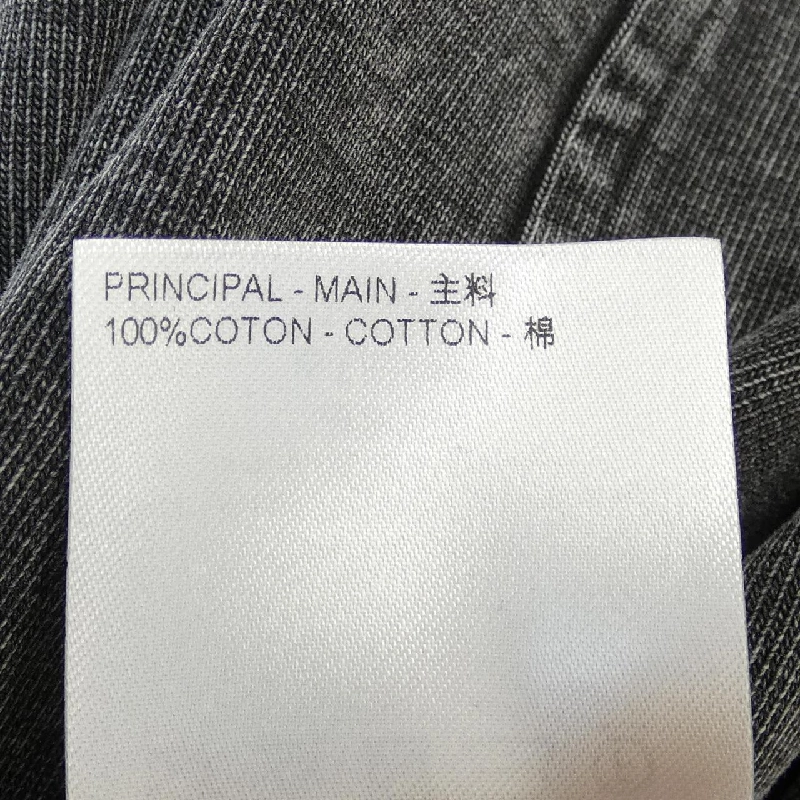 PRINCIPAL - MAIN - 主料
100%COTON - COTTON - 棉